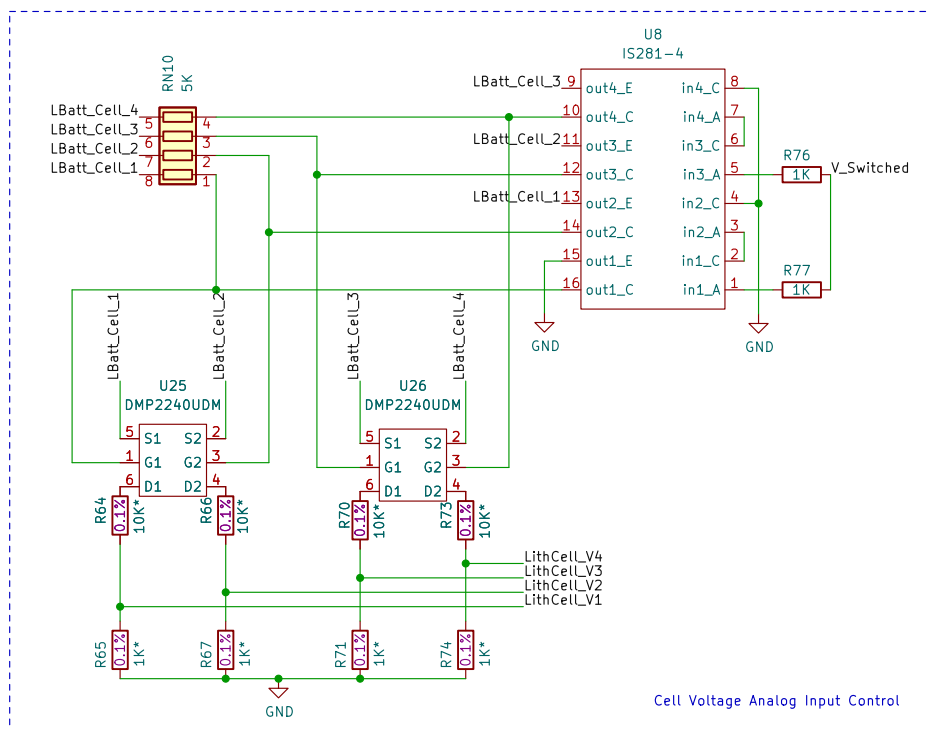 U8
IS281-4
RN10
5K
LBatt_Cell_4
LBatt_Cell_3
LBatt_Cell_2
LBatt_Cell_1
5 4
6 3
7 2
8 1
LBatt_Cell_3 9 out4_E in4_C 8
10 out4_C in4_A 7
LBatt_Cell_2 11 out3_E in3_C 6
12 out3_C in3_A 5
LBatt_Cell_1 13 out2_E in2_C 4
14 out2_C in2_A 3
15 out1_E in1_C 2
16 out1_C in1_A 1
R76
1K
V_Switched
R77
1K
GND
GND
LBatt_Cell_1
LBatt_Cell_2
LBatt_Cell_3
LBatt_Cell_4
U25
DMP2240UDM
5 S1 S2 2
1 G1 G2 3
6 D1 D2 4
U26
DMP2240UDM
5 S1 S2 2
1 G1 G2 3
6 D1 D2 4
R64 0.1% 10K*
R66 0.1% 10K*
R70 0.1% 10K*
R73 0.1% 10K*
LithCell_V4
LithCell_V3
LithCell_V2
LithCell_V1
R65 0.1% 1K*
R67 0.1% 1K*
R71 0.1% 1K*
R74 0.1% 1K*
GND
Cell Voltage Analog Input Control